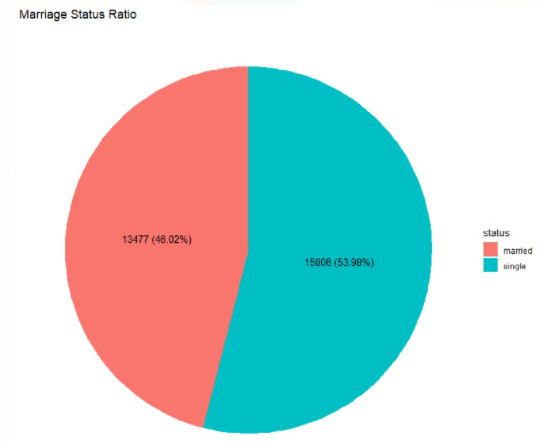 Marriage Status Ratio
13477 (46.02%)
15806 (53.98%)
status
married
single